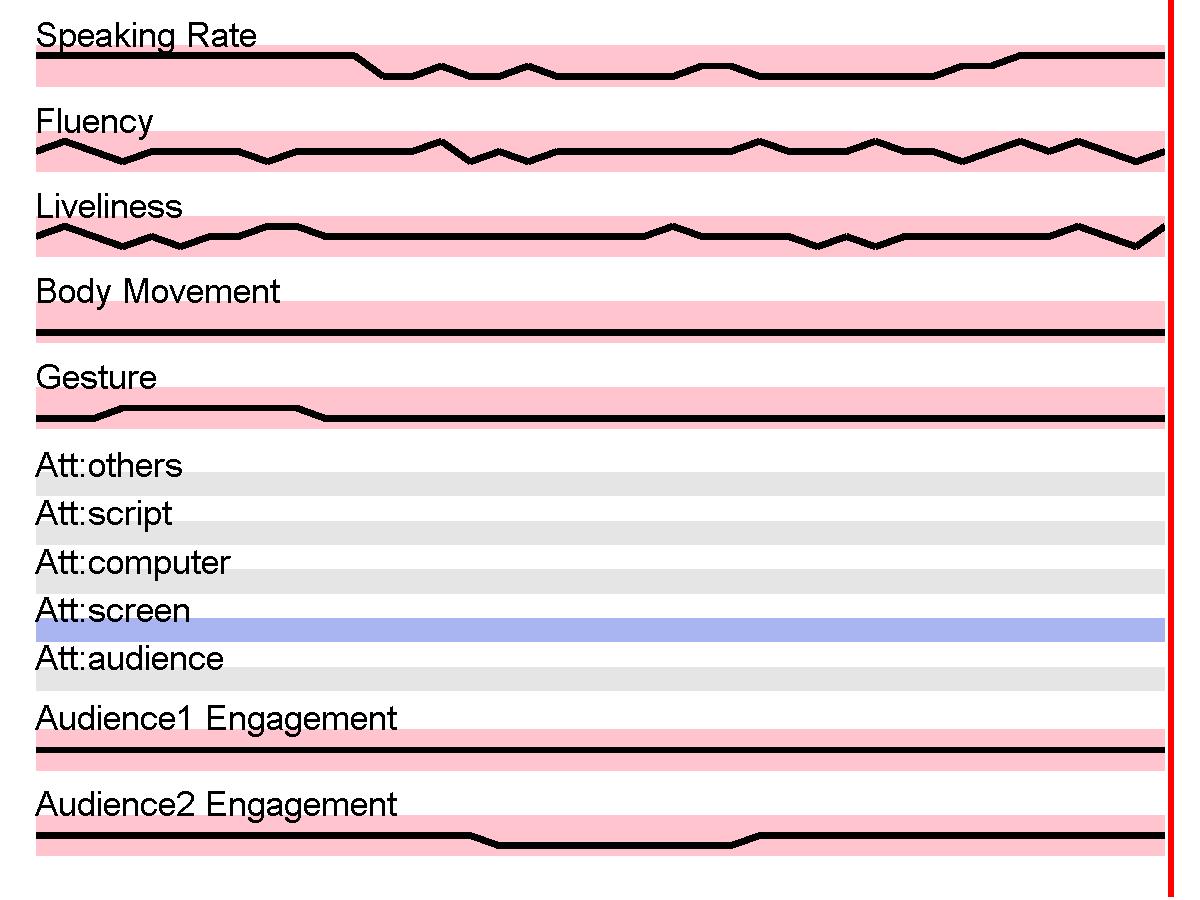 Speaking Rate
Fluency
Liveliness
Body Movement
Gesture
Att:others
Att:script
Att:computer
Att:screen
Att:audience
Audience1 Engagement
Audience2 Engagement